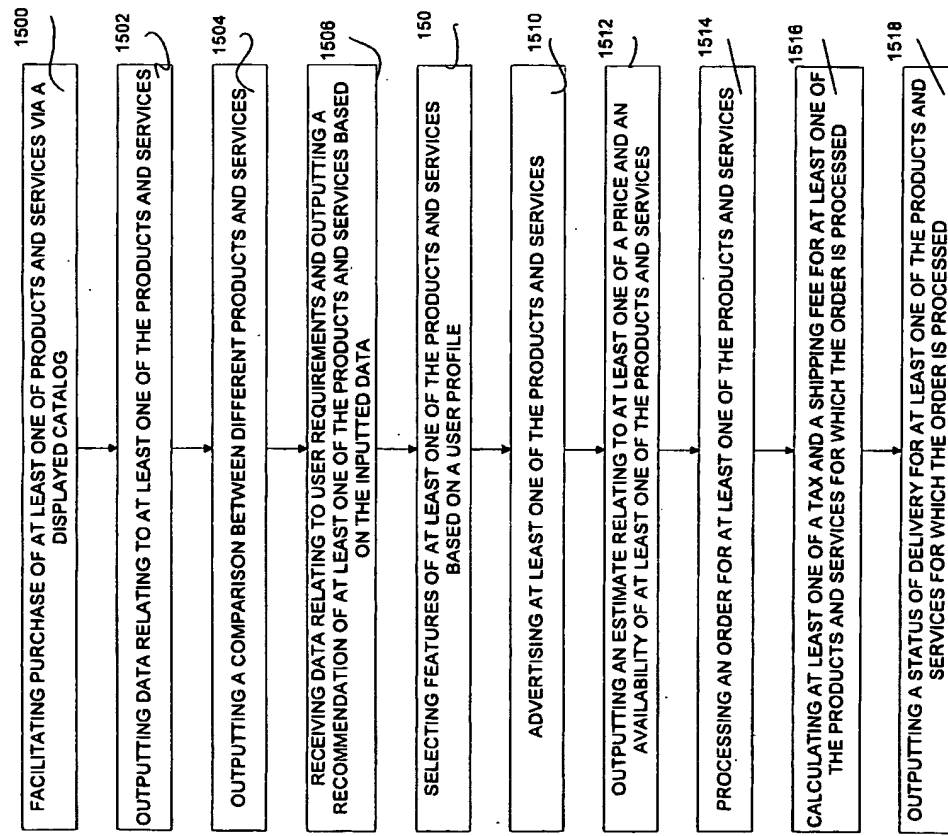 1500
FACILITATING PURCHASE OF AT LEAST ONE OF PRODUCTS AND SERVICES VIA A
DISPLAYED CATALOG
1502
OUTPUTTING DATA RELATING TO AT LEAST ONE OF THE PRODUCTS AND SERVICES
1504
OUTPUTTING A COMPARISON BETWEEN DIFFERENT PRODUCTS AND SERVICES
1506
RECEIVING DATA RELATING TO USER REQUIREMENTS AND OUTPUTTING A
RECOMMENDATION OF AT LEAST ONE OF THE PRODUCTS AND SERVICES BASED
ON THE INPUTTED DATA
150
SELECTING FEATURES OF AT LEAST ONE OF THE PRODUCTS AND SERVICES
BASED ON A USER PROFILE
1510
ADVERTISING AT LEAST ONE OF THE PRODUCTS AND SERVICES
1512
OUTPUTTING AN ESTIMATE RELATING TO AT LEAST ONE OF A PRICE AND AN
AVAILABILITY OF AT LEAST ONE OF THE PRODUCTS AND SERVICES
1514
PROCESSING AN ORDER FOR AT LEAST ONE OF THE PRODUCTS AND SERVICES
1516
CALCULATING AT LEAST ONE OF A TAX AND A SHIPPING FEE FOR AT LEAST ONE OF
THE PRODUCTS AND SERVICES FOR WHICH THE ORDER IS PROCESSED
1518
OUTPUTTING A STATUS OF DELIVERY FOR AT LEAST ONE OF THE PRODUCTS AND
SERVICES FOR WHICH THE ORDER IS PROCESSED